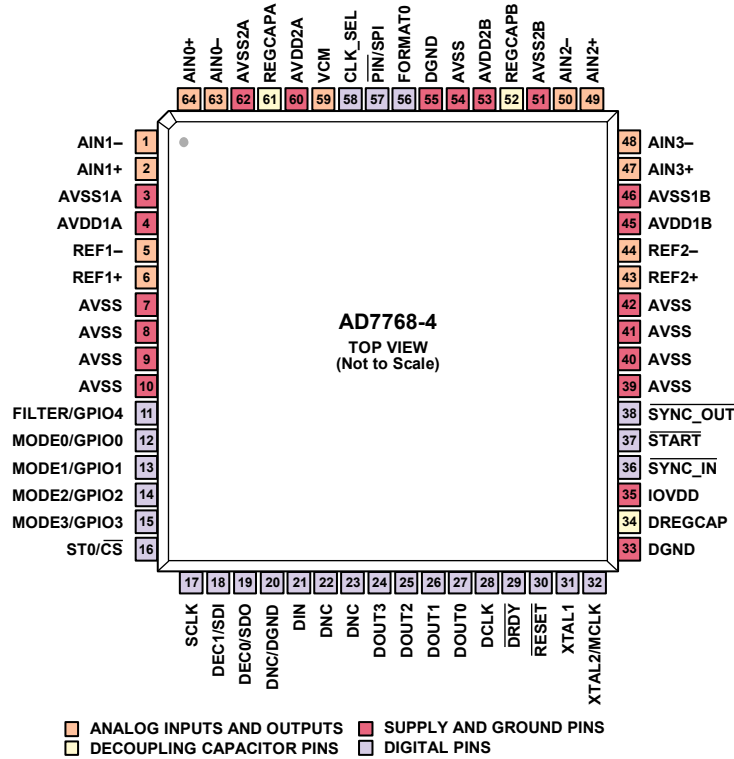 AIN0+
AIN0–
AVSS2A
REGCAPA
AVDD2A
VCM
CLK_SEL
PIN/SPI
FORMAT0
DGND
AVSS
AVDD2B
REGCAPB
AVSS2B
AIN2–
AIN2+
64 63 62 61 60 59 58 57 56 55 54 53 52 51 50 49
AIN1– 1
AIN1+ 2
AVSS1A 3
AVDD1A 4
REF1– 5
REF1+ 6
AVSS 7
AVSS 8
AVSS 9
AVSS 10
FILTER/GPIO4 11
MODE0/GPIO0 12
MODE1/GPIO1 13
MODE2/GPIO2 14
MODE3/GPIO3 15
ST0/CS 16
AD7768-4
TOP VIEW
(Not to Scale)
48 AIN3–
47 AIN3+
46 AVSS1B
45 AVDD1B
44 REF2–
43 REF2+
42 AVSS
41 AVSS
40 AVSS
39 AVSS
38 SYNC_OUT
37 START
36 SYNC_IN
35 IOVDD
34 DREGCAP
33 DGND
17 18 19 20 21 22 23 24 25 26 27 28 29 30 31 32
SCLK
DEC1/SDI
DEC0/SDO
DNC/DGND
DIN
DNC
DNC
DOUT3
DOUT2
DOUT1
DOUT0
DCLK
DRDY
RESET
XTAL1
XTAL2/MCLK
ANALOG INPUTS AND OUTPUTS
SUPPLY AND GROUND PINS
DECOUPLING CAPACITOR PINS
DIGITAL PINS